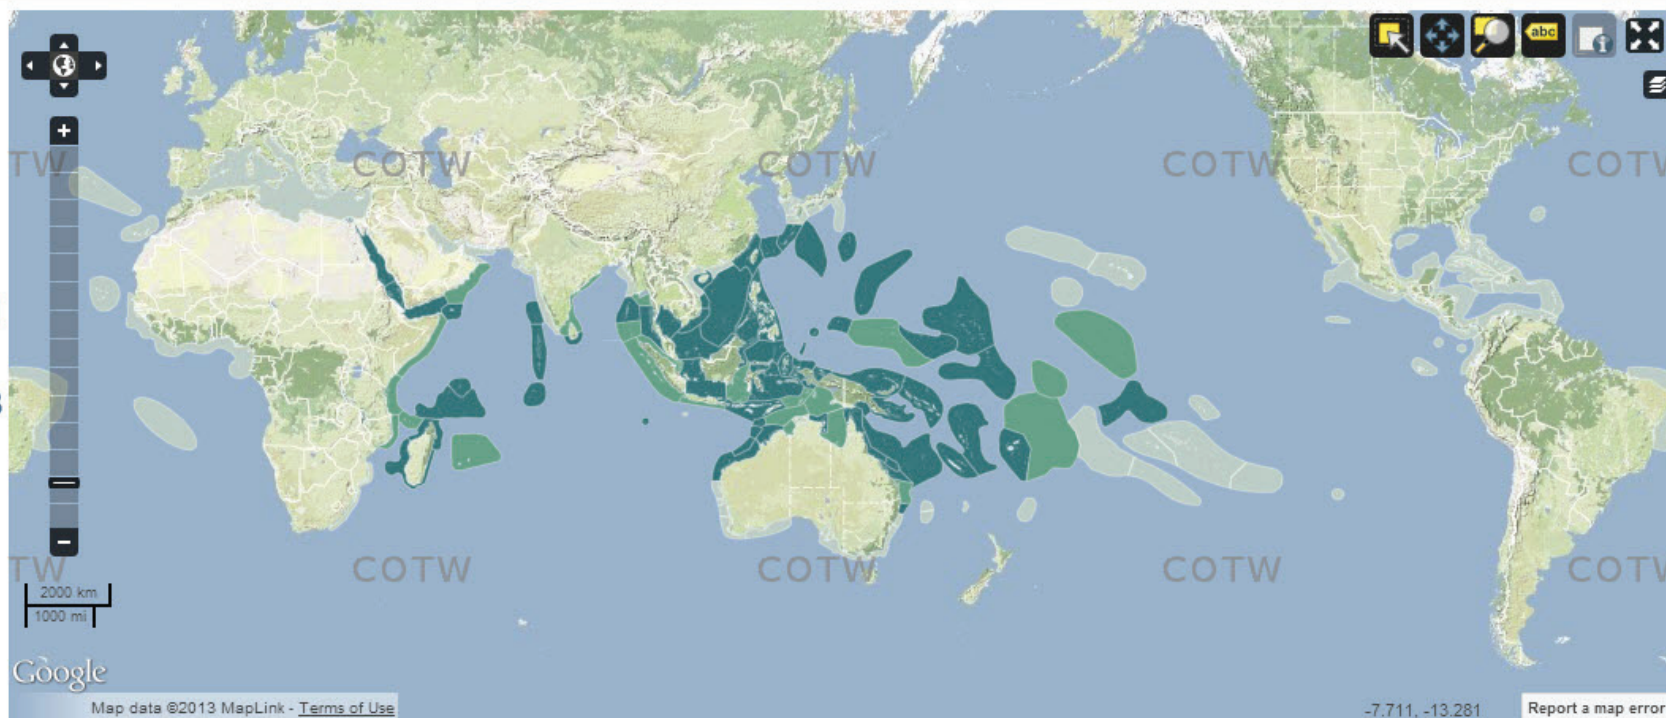 abc
TW COTW COTW COTW COTW
TW COTW COTW COTW COTW
2000 km
1000 mi
Google
Map data ©2013 MapLink - Terms of Use
-7.711, -13.281
Report a map error